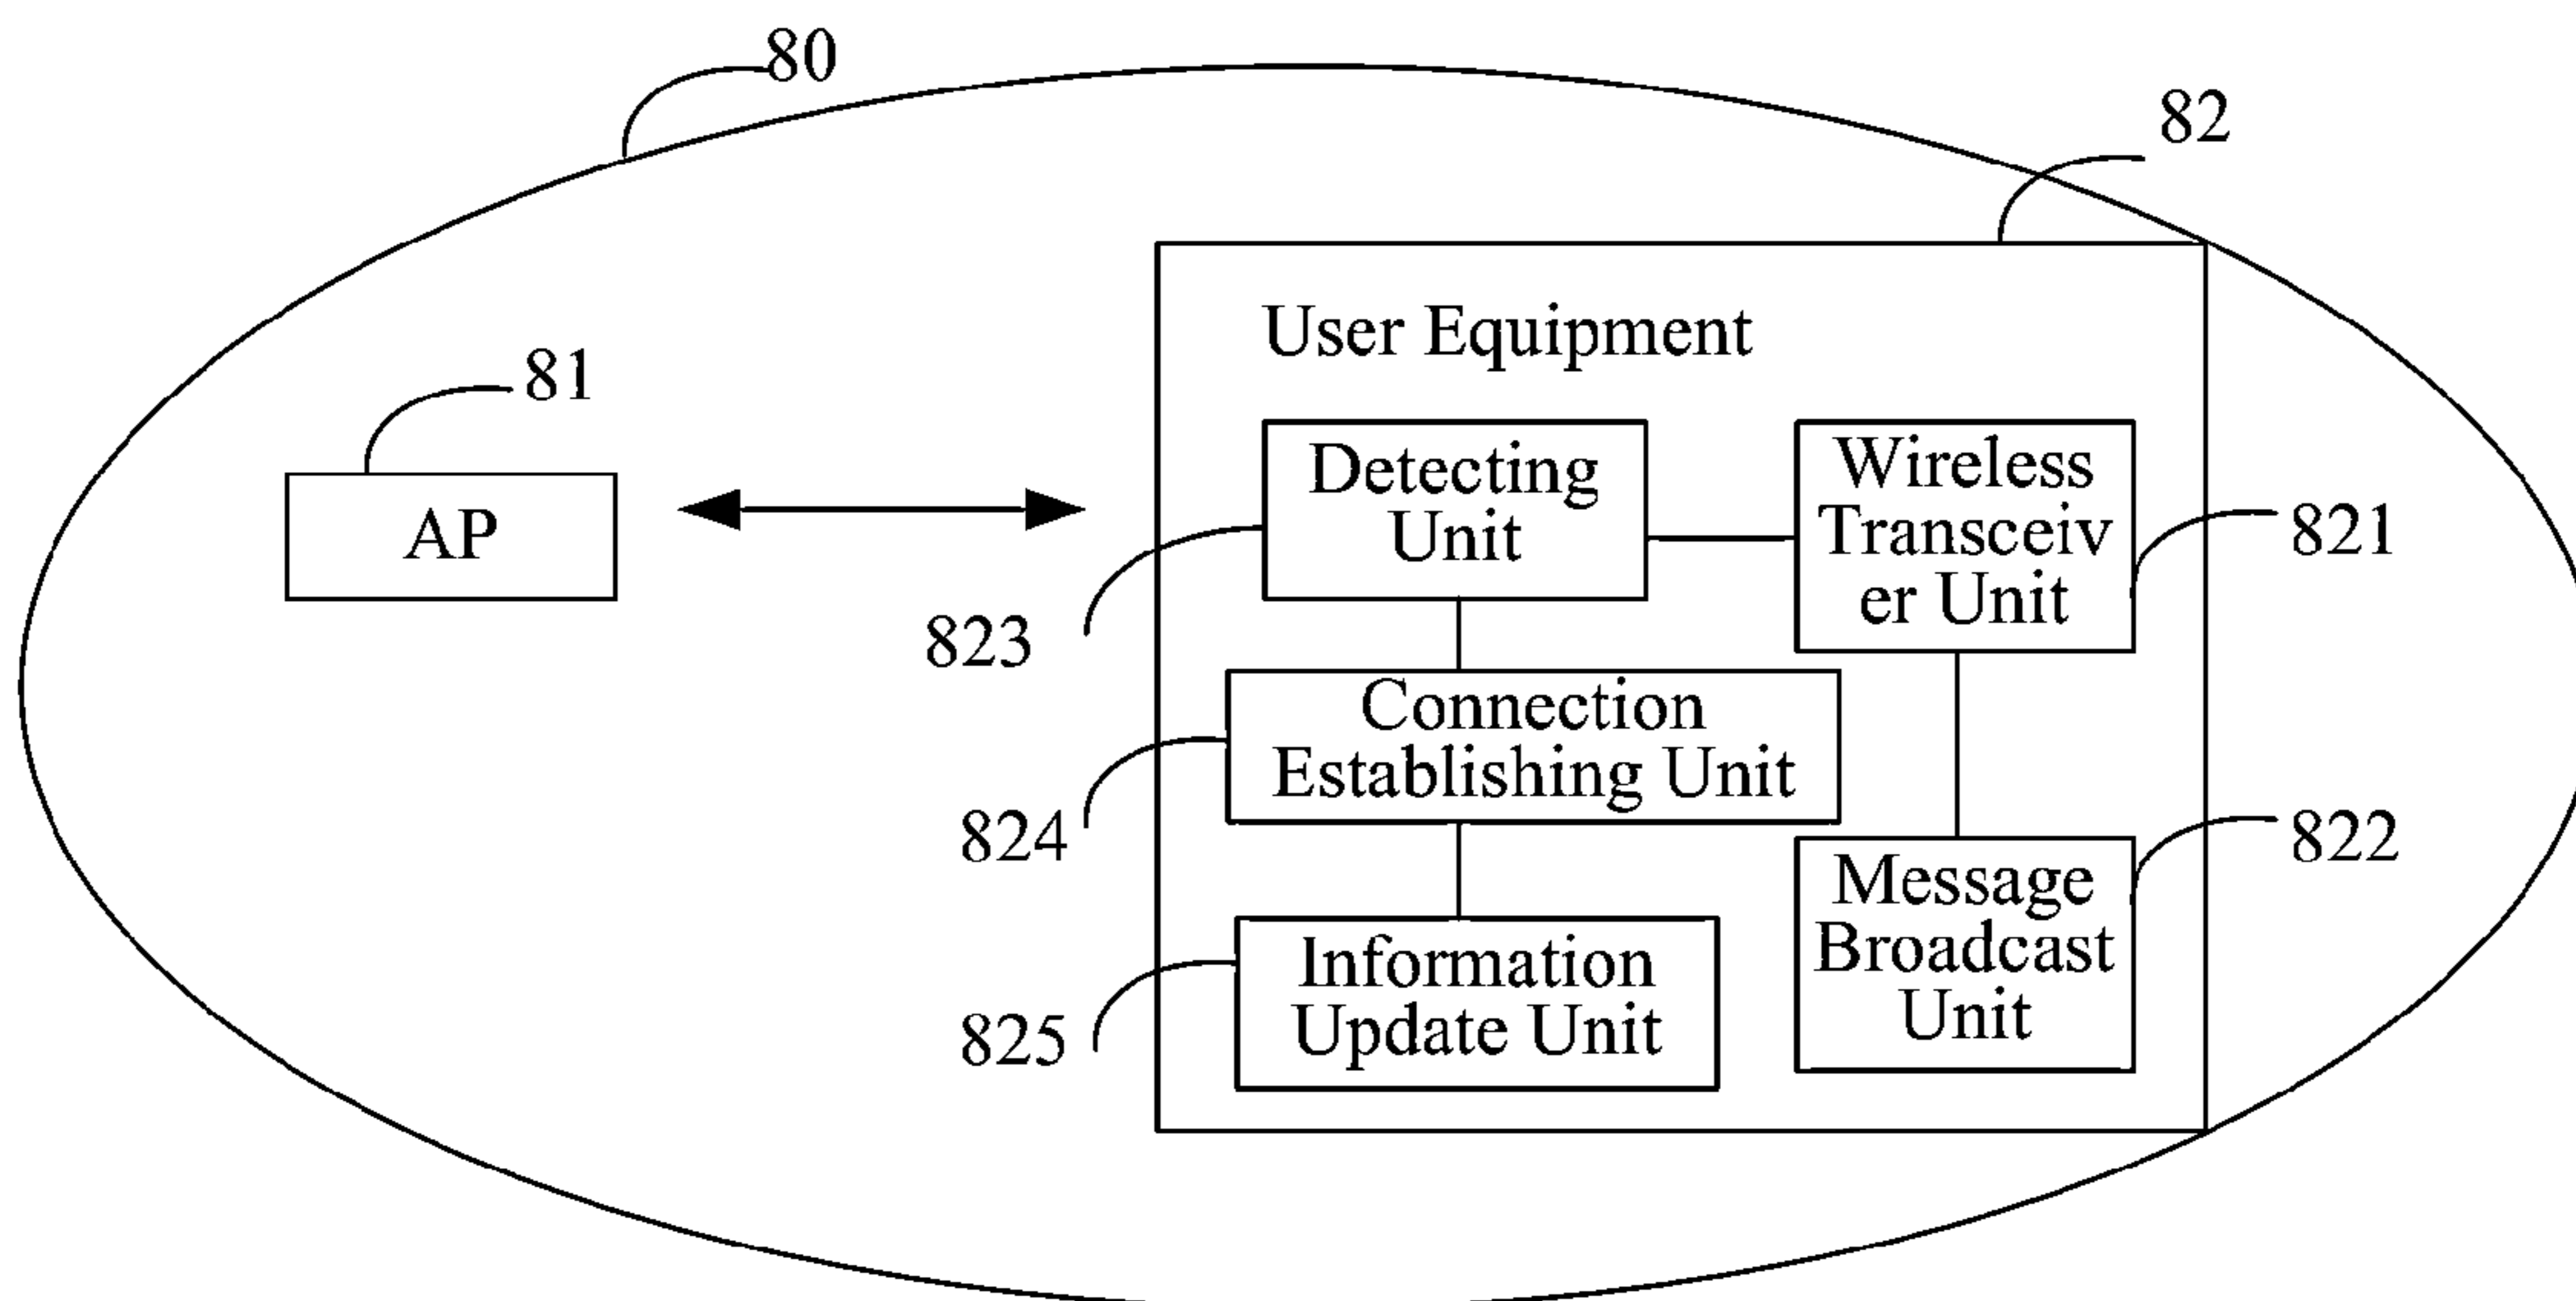 80
82
User Equipment
81
AP
Detecting
Unit
Wireless
Transceiv
er Unit
821
823
Connection
Establishing Unit
824
822
Message
Broadcast
Unit
Information
Update Unit
825